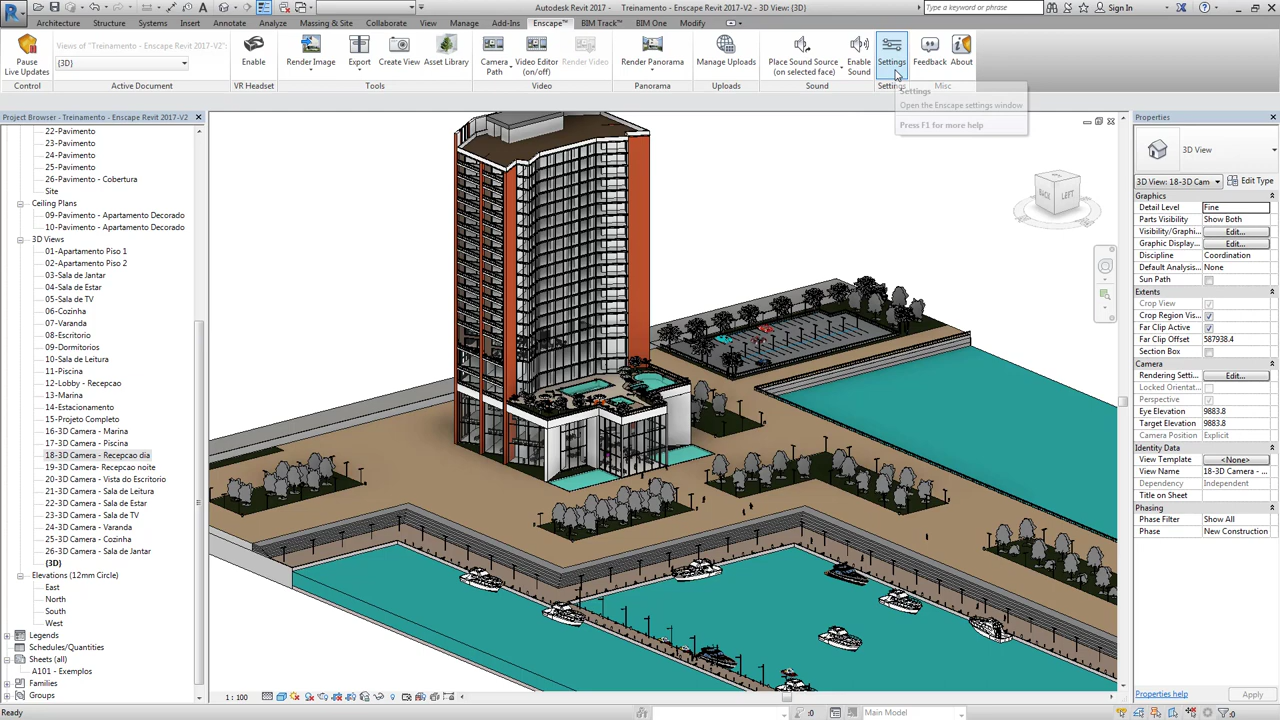 Autodesk Revit 2017 - Treinamento - Enscape Revit 2017-V2 - 3D View: {3D}
Type a keyword or phrase
Sign In
Architecture Structure Systems Insert Annotate Analyze Massing & Site Collaborate View Manage Add-Ins Enscape™ BIM Track™ BIM One Modify
Pause Live Updates
Views of "Treinamento - Enscape Revit 2017-V2":
{3D}
Enable
Render Image
Export
Create View
Asset Library
Camera Path
Video Editor (on/off)
Render Video
Render Panorama
Manage Uploads
Place Sound Source (on selected face)
Enable Sound
Settings
Feedback
About
Control Active Document VR Headset Tools Video Panorama Uploads Sound Settings Misc
Settings
Open the Enscape settings window
Press F1 for more help
Project Browser - Treinamento - Enscape Revit 2017-V2
22-Pavimento
23-Pavimento
24-Pavimento
25-Pavimento
26-Pavimento - Cobertura
Site
Ceiling Plans
09-Pavimento - Apartamento Decorado
10-Pavimento - Apartamento Decorado
3D Views
01-Apartamento Piso 1
02-Apartamento Piso 2
03-Sala de Jantar
04-Sala de Estar
05-Sala de TV
06-Cozinha
07-Varanda
08-Escritorio
09-Dormitorios
10-Sala de Leitura
11-Piscina
12-Lobby - Recepcao
13-Marina
14-Estacionamento
15-Projeto Completo
16-3D Camera - Marina
17-3D Camera - Piscina
18-3D Camera - Recepcao dia
19-3D Camera- Recepcao noite
20-3D Camera - Vista do Escritorio
21-3D Camera - Sala de Leitura
22-3D Camera - Sala de Estar
23-3D Camera - Sala de TV
24-3D Camera - Varanda
25-3D Camera - Cozinha
26-3D Camera - Sala de Jantar
{3D}
Elevations (12mm Circle)
East
North
South
West
Legends
Schedules/Quantities
Sheets (all)
A101 - Exemplos
Families
Groups
BACK LEFT
Properties
3D View
3D View: 18-3D Cam
Edit Type
Graphics
Detail Level Fine
Parts Visibility Show Both
Visibility/Graphi... Edit...
Graphic Display... Edit...
Discipline Coordination
Default Analysis... None
Sun Path
Extents
Crop View
Crop Region Vis...
Far Clip Active
Far Clip Offset 587938.4
Section Box
Camera
Rendering Setti... Edit...
Locked Orientat...
Perspective
Eye Elevation 9883.8
Target Elevation 9883.8
Camera Position Explicit
Identity Data
View Template <None>
View Name 18-3D Camera - ...
Dependency Independent
Title on Sheet
Phasing
Phase Filter Show All
Phase New Construction
Properties help
Apply
1 : 100
Ready
:0
Main Model
:0